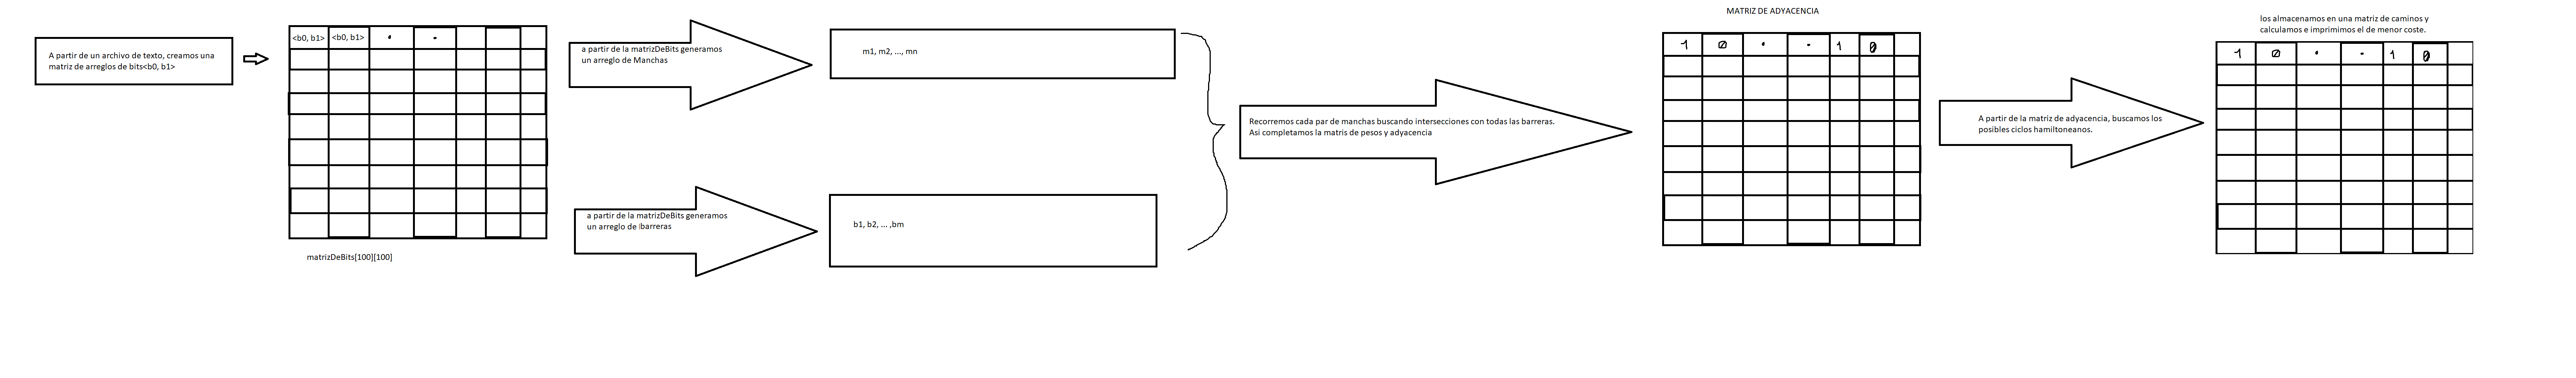 A partir de un archivo de texto, creamos una
matriz de arreglos de bits<b0, b1>
<b0, b1> <b0, b1> . .
matrizDeBits[100][100]
a partir de la matrizDeBits generamos
un arreglo de Manchas
a partir de la matrizDeBits generamos
un arreglo de barreras
m1, m2, ..., mn
b1, b2, ... ,bm
Recorremos cada par de manchas buscando intersecciones con todas las barreras.
Asi completamos la matris de pesos y adyacencia
MATRIZ DE ADYACENCIA
1 0 . . 1 0
A partir de la matriz de adyacencia, buscamos los
posibles ciclos hamiltoneanos.
los almacenamos en una matriz de caminos y
calculamos e imprimimos el de menor coste.
1 0 . . 1 0